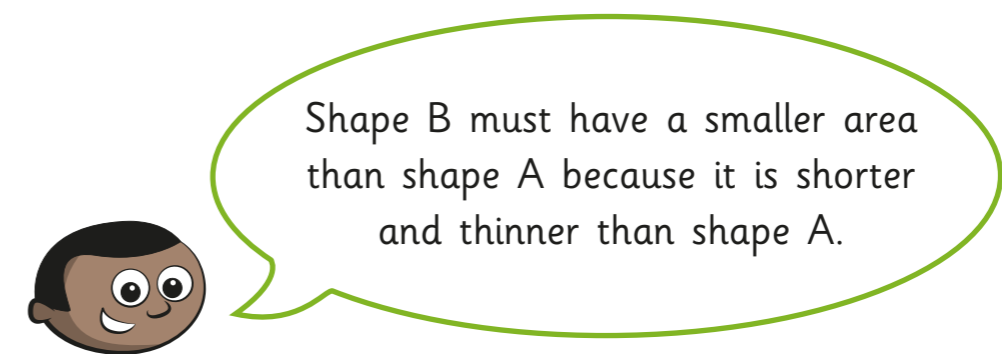 Shape B must have a smaller area
than shape A because it is shorter
and thinner than shape A.